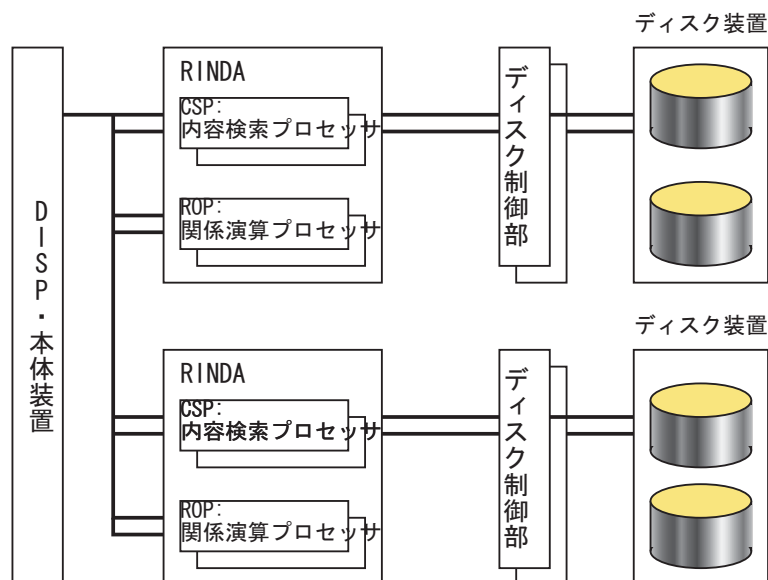 ディスク装置
RINDA
CSP:
内容検索プロセッサ
ROP:
関係演算プロセッサ
ディスク制御部
DISP・本体装置
ディスク装置
RINDA
CSP:
内容検索プロセッサ
ROP:
関係演算プロセッサ
ディスク制御部